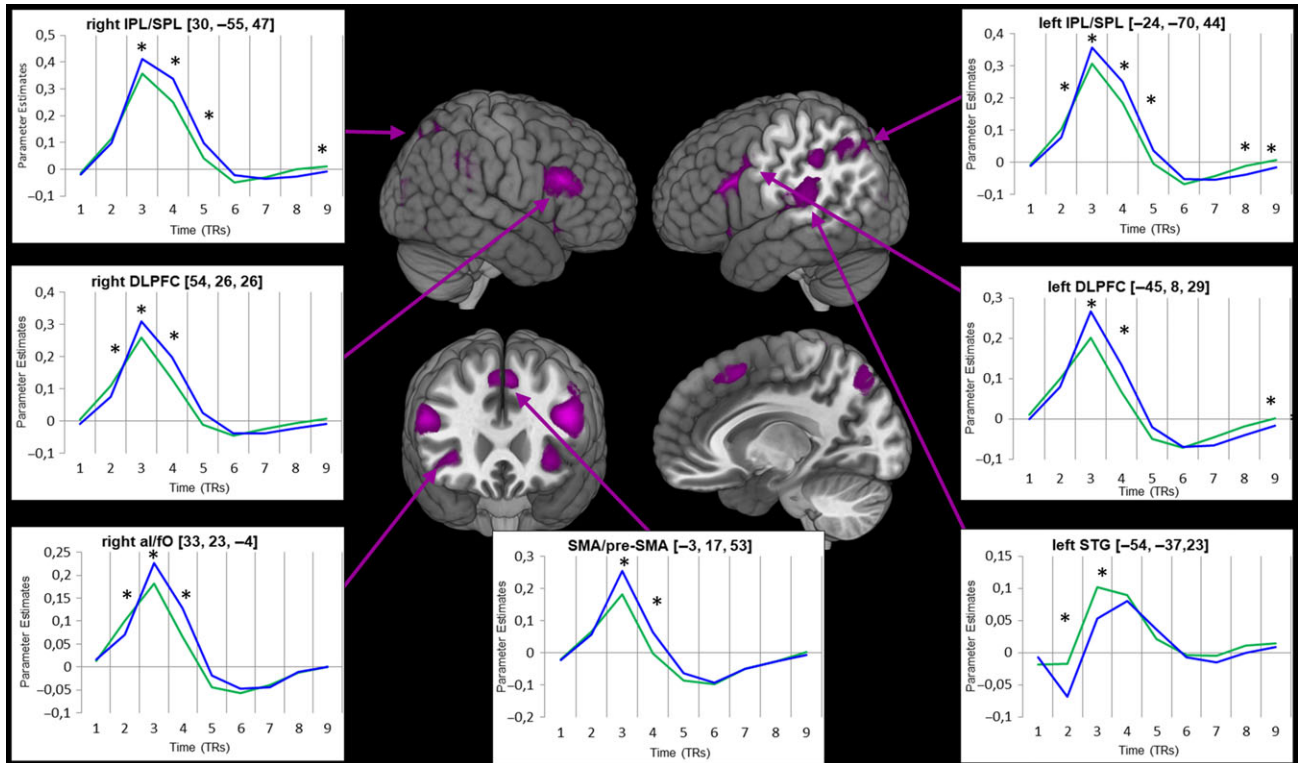 right IPL/SPL [30, –55, 47]
Parameter Estimates
0,5
0,4
0,3
0,2
0,1
0
–0,1
* * * *
1 2 3 4 5 6 7 8 9
Time (TRs)
left IPL/SPL [–24, –70, 44]
Parameter Estimates
0,4
0,3
0,2
0,1
0
–0,1
* * * * * *
1 2 3 4 5 6 7 8 9
Time (TRs)
right DLPFC [54, 26, 26]
Parameter Estimates
0,4
0,3
0,2
0,1
0
–0,1
* * *
1 2 3 4 5 6 7 8 9
Time (TRs)
left DLPFC [–45, 8, 29]
Parameter Estimates
0,3
0,2
0,1
0
–0,1
* * *
1 2 3 4 5 6 7 8 9
Time (TRs)
right aI/fO [33, 23, –4]
Parameter Estimates
0,25
0,2
0,15
0,1
0,05
0
–0,05
–0,1
* * *
1 2 3 4 5 6 7 8 9
Time (TRs)
SMA/pre-SMA [–3, 17, 53]
Parameter Estimates
0,3
0,2
0,1
0
–0,1
–0,2
* *
1 2 3 4 5 6 7 8 9
Time (TRs)
left STG [–54, –37,23]
Parameter Estimates
0,15
0,1
0,05
0
–0,05
–0,1
* *
1 2 3 4 5 6 7 8 9
Time (TRs)